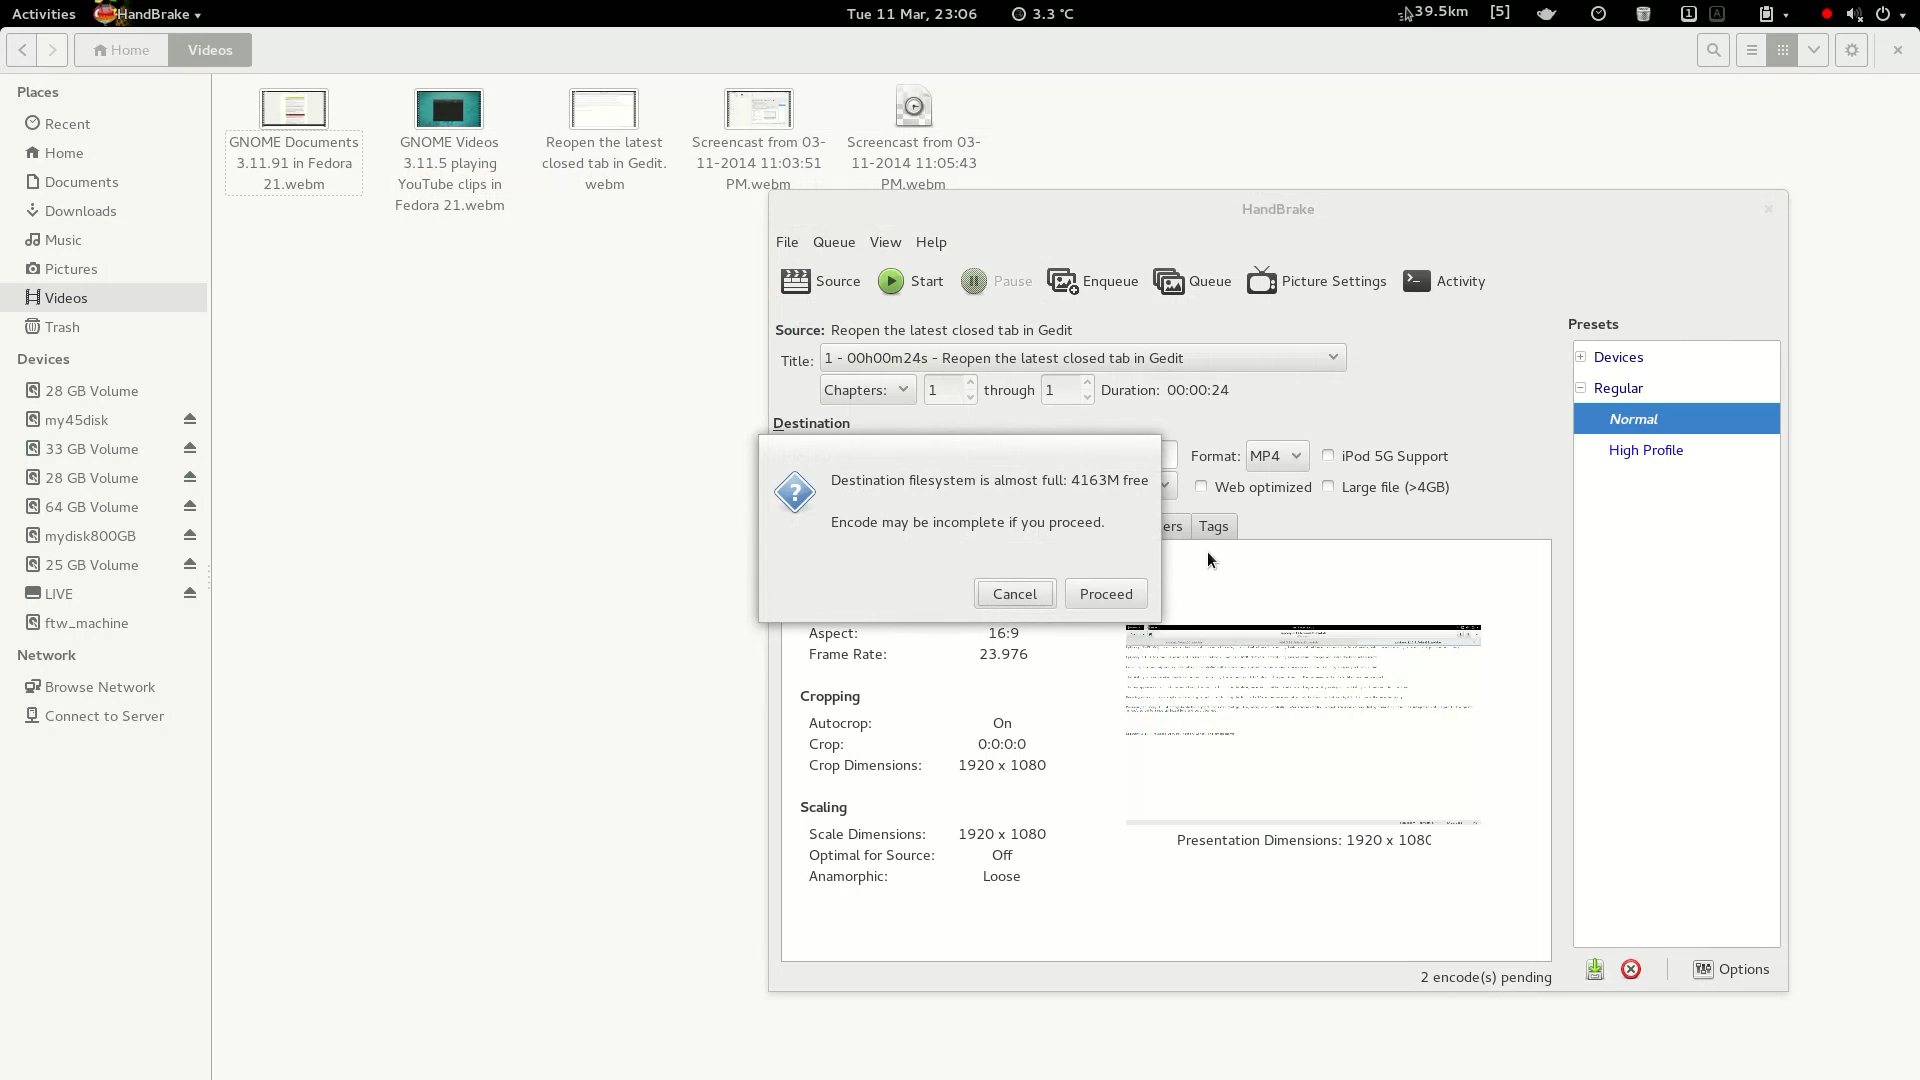 Activities HandBrake Tue 11 Mar, 23:06 3.3 °C 39.5km [5] 1 A
Home Videos
Places
Recent
Home
Documents
Downloads
Music
Pictures
Videos
Trash
Devices
28 GB Volume
my45disk
33 GB Volume
28 GB Volume
64 GB Volume
mydisk800GB
25 GB Volume
LIVE
ftw_machine
Network
Browse Network
Connect to Server
GNOME Documents
3.11.91 in Fedora
21.webm
GNOME Videos
3.11.5 playing
YouTube clips in
Fedora 21.webm
Reopen the latest
closed tab in Gedit.
webm
Screencast from 03-
11-2014 11:03:51
PM.webm
Screencast from 03-
11-2014 11:05:43
PM.webm
HandBrake
File Queue View Help
Source Start Pause Enqueue Queue Picture Settings Activity
Source: Reopen the latest closed tab in Gedit
Title: 1 - 00h00m24s - Reopen the latest closed tab in Gedit
Chapters: 1 through 1 Duration: 00:00:24
Destination
Format: MP4 iPod 5G Support
Web optimized Large file (>4GB)
ers Tags
Destination filesystem is almost full: 4163M free
Encode may be incomplete if you proceed.
Cancel Proceed
Aspect: 16:9
Frame Rate: 23.976
Cropping
Autocrop: On
Crop: 0:0:0:0
Crop Dimensions: 1920 x 1080
Scaling
Scale Dimensions: 1920 x 1080
Optimal for Source: Off
Anamorphic: Loose
Presentation Dimensions: 1920 x 1080
2 encode(s) pending
Presets
Devices
Regular
Normal
High Profile
Options